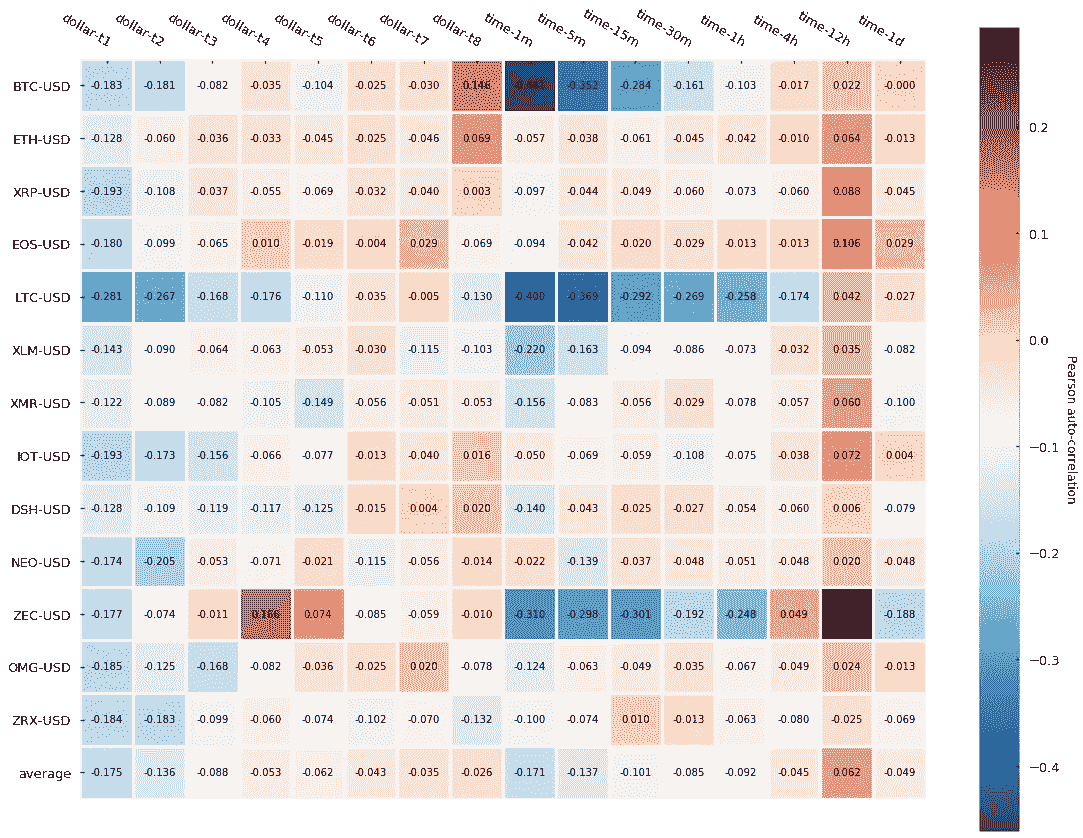 dollar-t1 dollar-t2 dollar-t3 dollar-t4 dollar-t5 dollar-t6 dollar-t7 dollar-t8 time-1m time-5m time-15m time-30m time-1h time-4h time-12h time-1d
BTC-USD -0.183 -0.181 -0.082 -0.035 -0.104 -0.025 -0.030 0.146 -0.352 -0.284 -0.161 -0.103 -0.017 0.022 -0.000
ETH-USD -0.128 -0.060 -0.036 -0.033 -0.045 -0.025 -0.046 0.069 -0.057 -0.038 -0.061 -0.045 -0.042 -0.010 0.064 -0.013
XRP-USD -0.193 -0.108 -0.037 -0.055 -0.069 -0.032 -0.040 0.003 -0.097 -0.044 -0.049 -0.060 -0.073 -0.060 0.088 -0.045
EOS-USD -0.180 -0.099 -0.065 0.010 -0.019 -0.004 0.029 -0.069 -0.094 -0.042 -0.020 -0.029 -0.013 -0.013 0.106 0.029
LTC-USD -0.281 -0.267 -0.168 -0.176 -0.110 -0.035 -0.005 -0.130 -0.400 -0.369 -0.292 -0.269 -0.258 -0.174 0.042 -0.027
XLM-USD -0.143 -0.090 -0.064 -0.063 -0.053 -0.030 -0.115 -0.103 -0.220 -0.163 -0.094 -0.086 -0.073 -0.032 0.035 -0.082
XMR-USD -0.122 -0.089 -0.082 -0.105 -0.149 -0.056 -0.051 -0.053 -0.156 -0.083 -0.056 -0.029 -0.078 -0.057 0.060 -0.100
IOT-USD -0.193 -0.173 -0.156 -0.066 -0.077 -0.013 -0.040 0.016 -0.050 -0.069 -0.059 -0.108 -0.075 -0.038 0.072 0.004
DSH-USD -0.128 -0.109 -0.119 -0.117 -0.125 -0.015 0.004 0.020 -0.140 -0.043 -0.025 -0.027 -0.054 -0.060 0.006 -0.079
NEO-USD -0.174 -0.205 -0.053 -0.071 -0.021 -0.115 -0.056 -0.014 -0.022 -0.139 -0.037 -0.048 -0.051 -0.048 0.020 -0.048
ZEC-USD -0.177 -0.074 -0.011 0.166 0.074 -0.085 -0.059 -0.010 -0.310 -0.298 -0.301 -0.192 -0.248 0.049 -0.188
OMG-USD -0.185 -0.125 -0.168 -0.082 -0.036 -0.025 0.020 -0.078 -0.124 -0.063 -0.049 -0.035 -0.067 -0.049 0.024 -0.013
ZRX-USD -0.184 -0.183 -0.099 -0.060 -0.074 -0.102 -0.070 -0.132 -0.100 -0.074 0.010 -0.013 -0.063 -0.080 -0.025 -0.069
average -0.175 -0.136 -0.088 -0.053 -0.062 -0.043 -0.035 -0.026 -0.171 -0.137 -0.101 -0.085 -0.092 -0.045 0.062 -0.049
0.2
0.1
0.0
−0.1
−0.2
−0.3
−0.4
Pearson auto-correlation